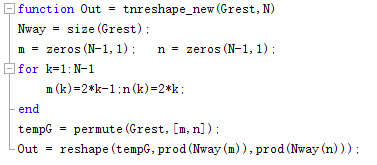 function Out = tnreshape_new(Grest,N)
Nway = size(Grest);
m = zeros(N-1,1);   n = zeros(N-1,1);
for k=1:N-1
    m(k)=2*k-1;n(k)=2*k;
end
tempG = permute(Grest,[m,n]);
Out = reshape(tempG,prod(Nway(m)),prod(Nway(n)));